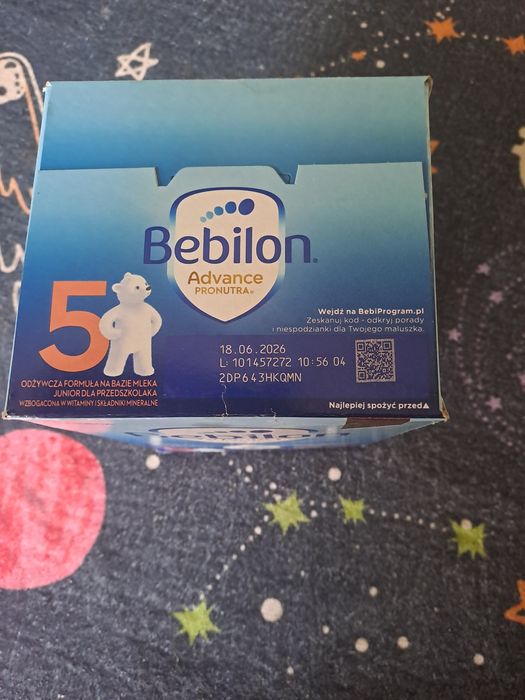 Bebilon
Advance
PRONUTRA
5
Wejdź na BebiProgram.pl
Zeskanuj kod - odkryj porady
i niespodzianki dla Twojego maluszka.
18.06.2026
L: 101457272 10:56 04
2DP643HKQMN
ODŻYWCZA FORMUŁA NA BAZIE MLEKA
JUNIOR DLA PRZEDSZKOLAKA
WZBOGACONA W WITAMINY I SKŁADNIKI MINERALNE
Najlepiej spożyć przed▲
Bebilon